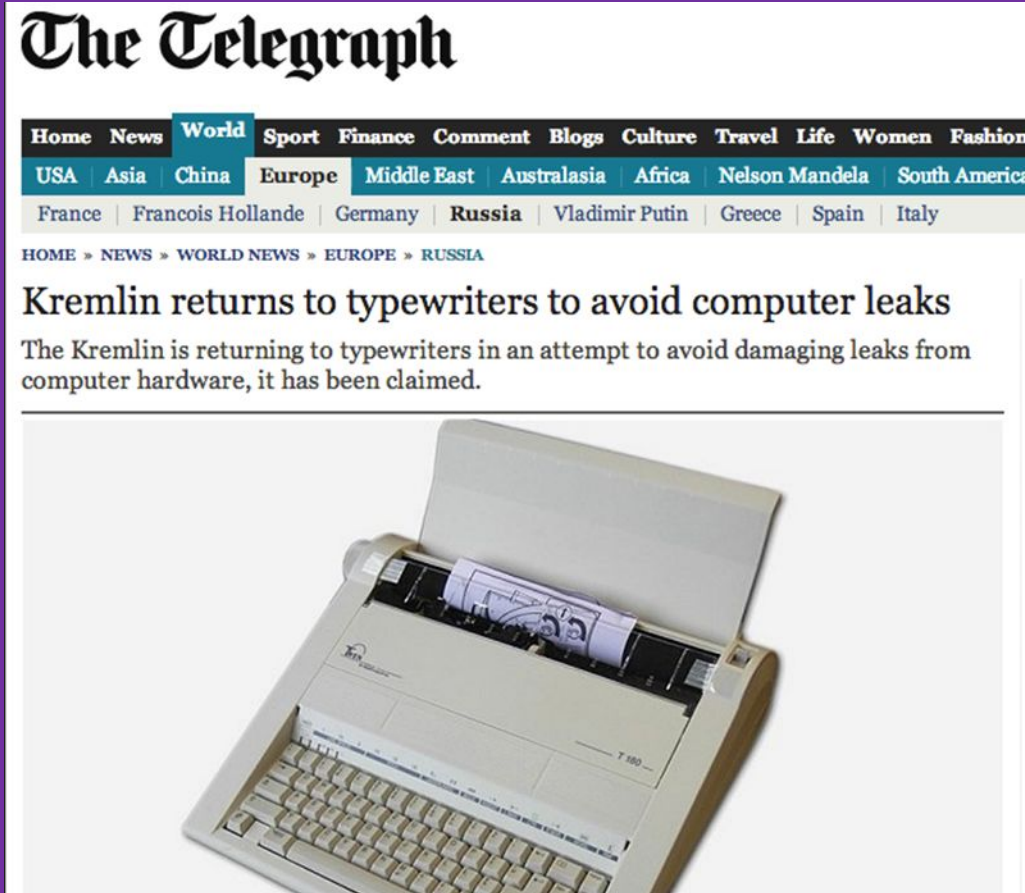 The Telegraph
Home News World Sport Finance Comment Blogs Culture Travel Life Women Fashion
USA Asia China Europe Middle East Australasia Africa Nelson Mandela South America
France Francois Hollande Germany Russia Vladimir Putin Greece Spain Italy
HOME » NEWS » WORLD NEWS » EUROPE » RUSSIA
Kremlin returns to typewriters to avoid computer leaks
The Kremlin is returning to typewriters in an attempt to avoid damaging leaks from
computer hardware, it has been claimed.
T 180